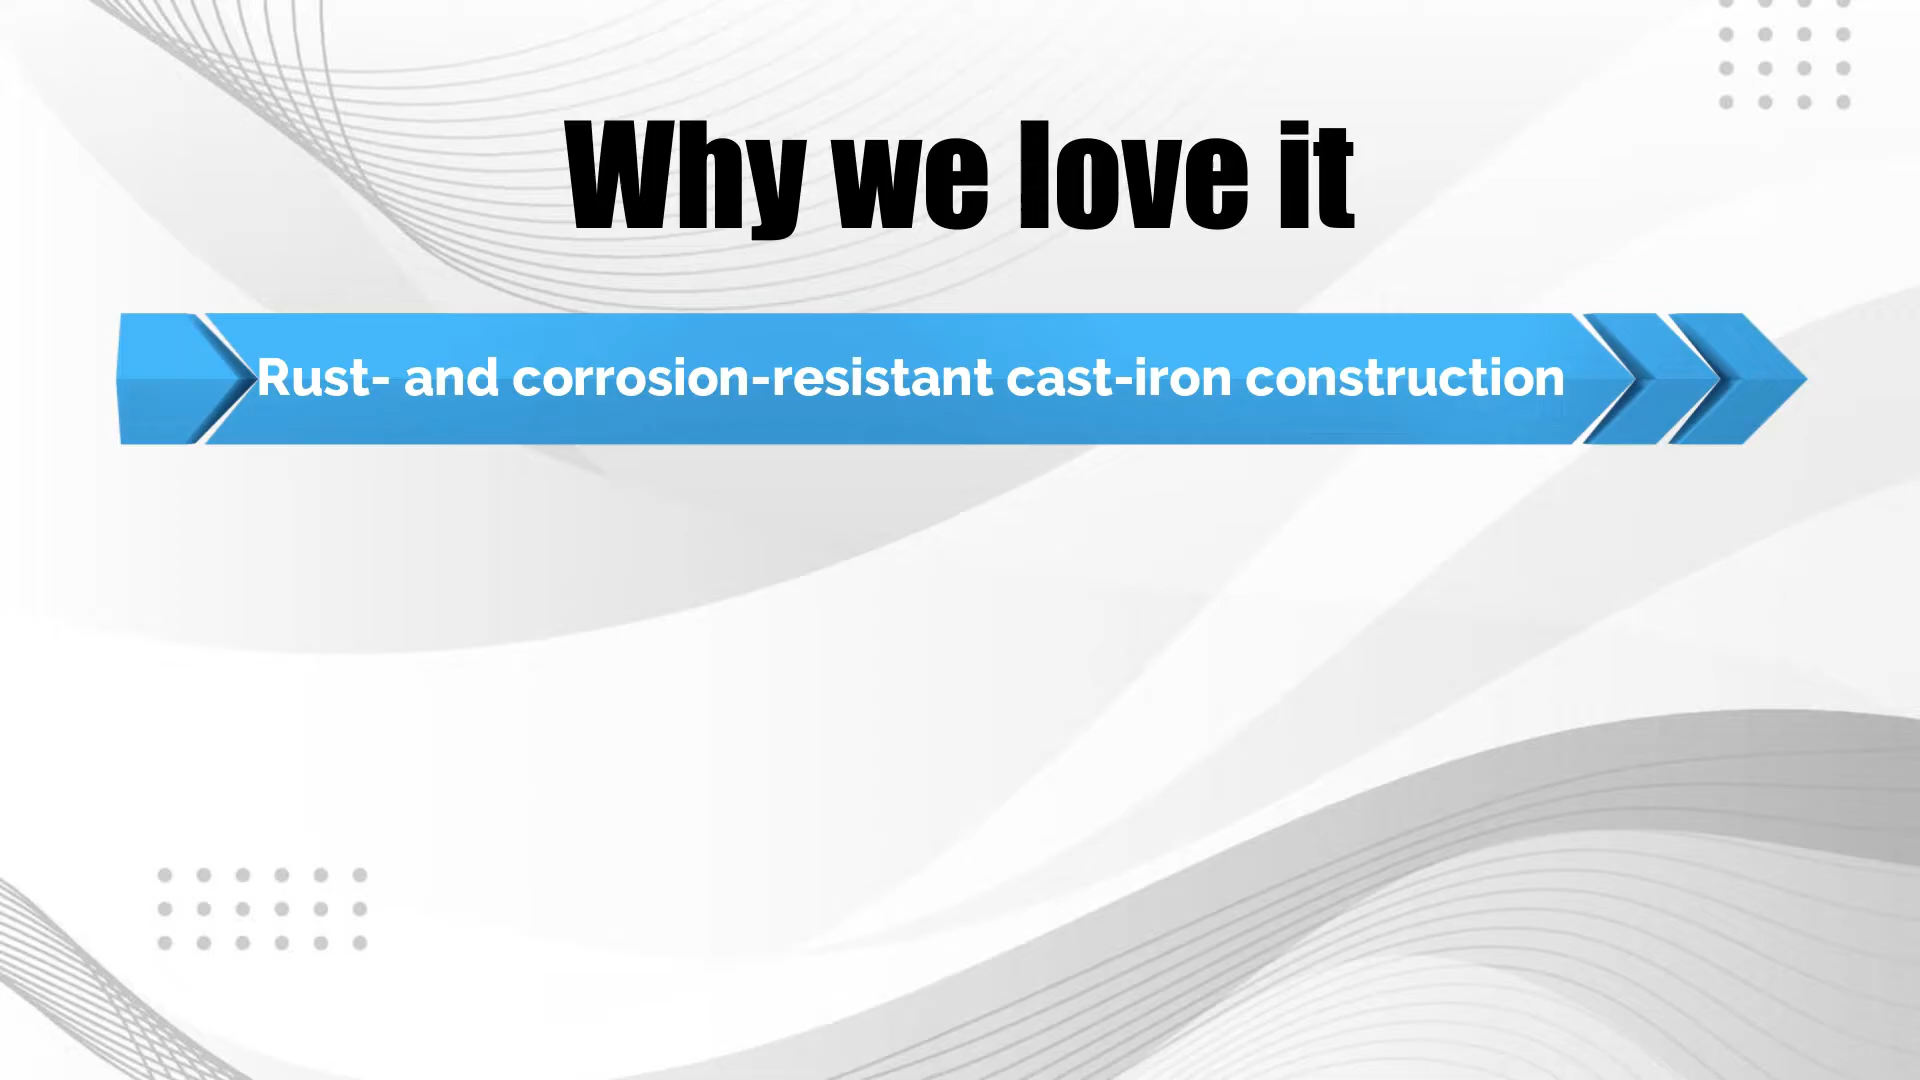 Why we love it
Rust- and corrosion-resistant cast-iron construction